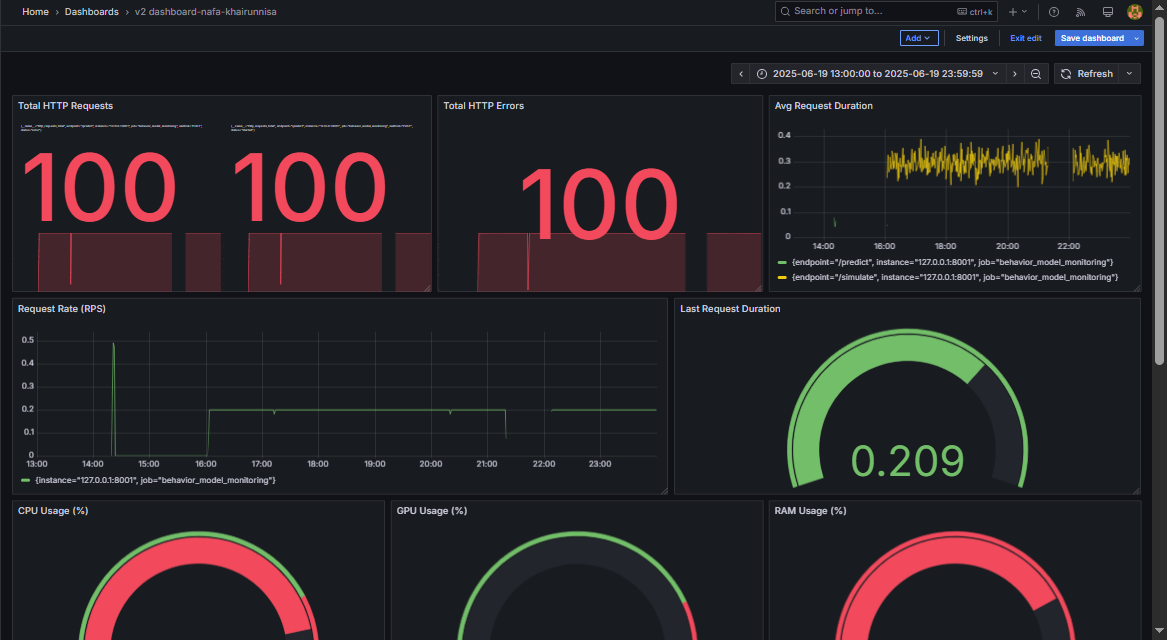 Home > Dashboards > v2 dashboard-nafa-khairunnisa
Search or jump to...
ctrl+k
Add
Settings
Exit edit
Save dashboard
2025-06-19 13:00:00 to 2025-06-19 23:59:59
Refresh
Total HTTP Requests
100
100
Total HTTP Errors
100
Avg Request Duration
0.4
0.3
0.2
0.1
0
14:00 16:00 18:00 20:00 22:00
{endpoint="/predict", instance="127.0.0.1:8001", job="behavior_model_monitoring"}
{endpoint="/simulate", instance="127.0.0.1:8001", job="behavior_model_monitoring"}
Request Rate (RPS)
0.5
0.4
0.3
0.2
0.1
0
13:00 14:00 15:00 16:00 17:00 18:00 19:00 20:00 21:00 22:00 23:00
{instance="127.0.0.1:8001", job="behavior_model_monitoring"}
Last Request Duration
0.209
CPU Usage (%)
GPU Usage (%)
RAM Usage (%)